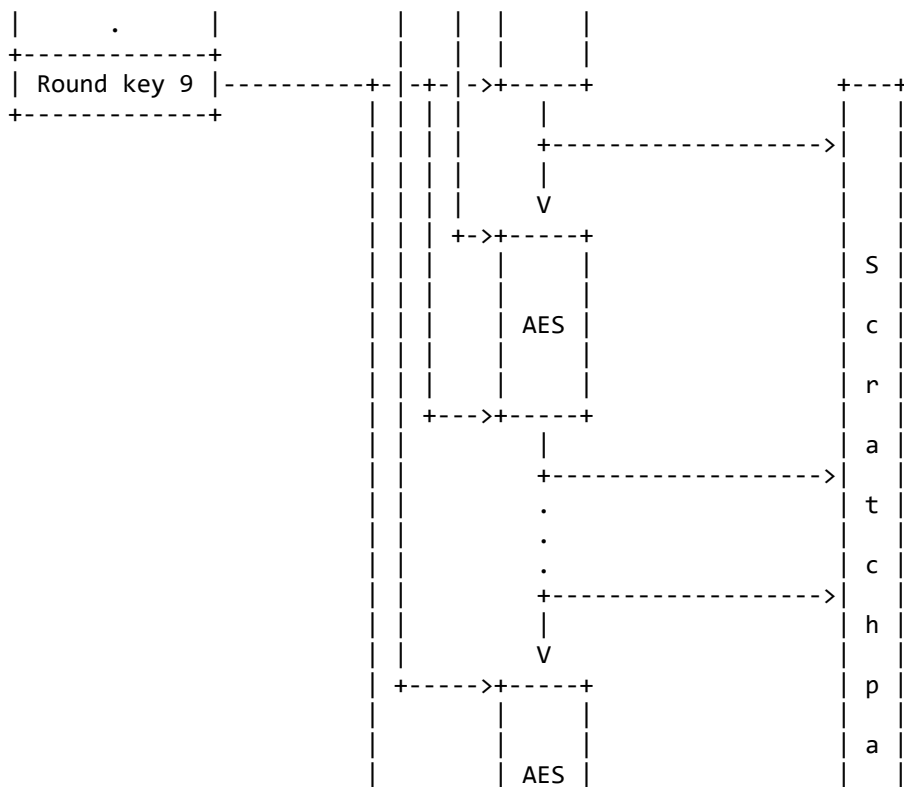 |      .       |            |   |  |     |
+--------------+            |   |  |     |
| Round key 9  |----------+- -+- ->+-----+                 +---+
+--------------+          | | | |     |                    |   |
                          | | | |     +------------------->|   |
                          | | | |     |                    |   |
                          | | | |     V                    |   |
                          | | | +->+-----+                 |   |
                          | | |    |     |                 | S |
                          | | |    |     |                 |   |
                          | | |    | AES |                 | c |
                          | | |    |     |                 |   |
                          | | |    |     |                 | r |
                          | | +--->+-----+                 |   |
                          | |         |                    | a |
                          | |         +------------------->|   |
                          | |         .                    | t |
                          | |         .                    |   |
                          | |         .                    | c |
                          | |         +------------------->|   |
                          | |         |                    | h |
                          | |         V                    |   |
                          | +----->+-----+                 | p |
                          |        |     |                 |   |
                          |        |     |                 | a |
                          |        | AES |                 |   |